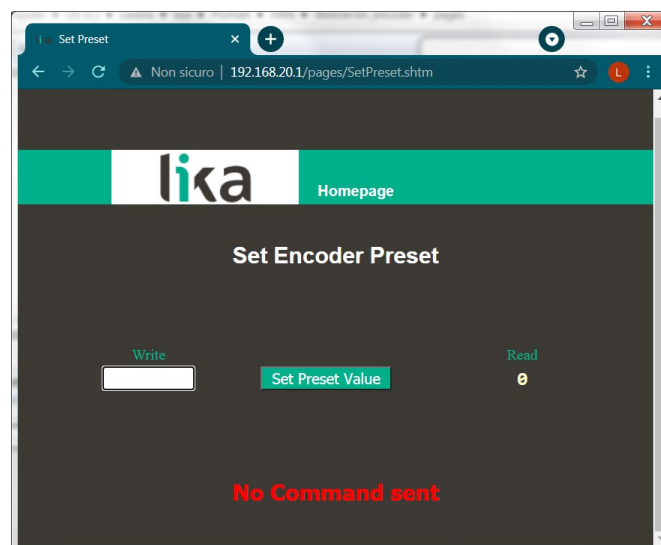 Set Preset
Non sicuro | 192.168.20.1/pages/SetPreset.shtm
L
lika
Homepage
Set Encoder Preset
Write
Read
Set Preset Value
0
No Command sent